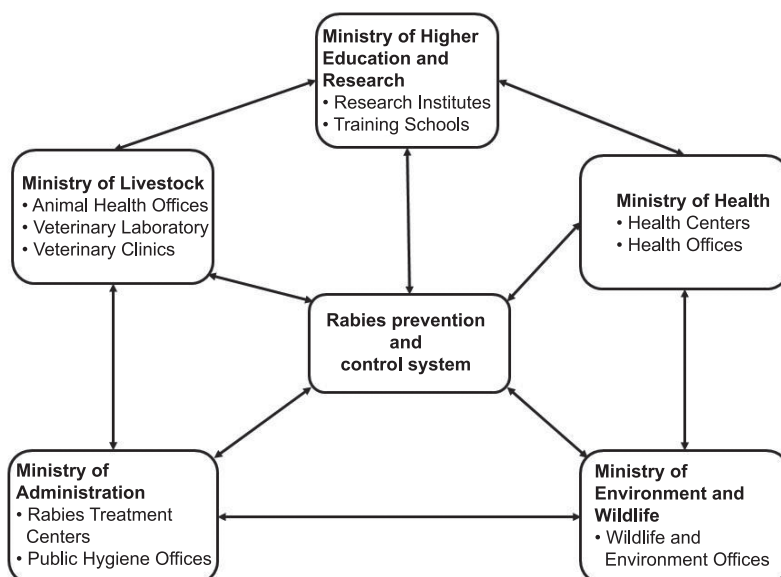 Ministry of Higher
Education and
Research
• Research Institutes
• Training Schools
Ministry of Livestock
• Animal Health Offices
• Veterinary Laboratory
• Veterinary Clinics
Ministry of Health
• Health Centers
• Health Offices
Rabies prevention
and
control system
Ministry of
Administration
• Rabies Treatment
Centers
• Public Hygiene Offices
Ministry of
Environment and
Wildlife
• Wildlife and
Environment Offices